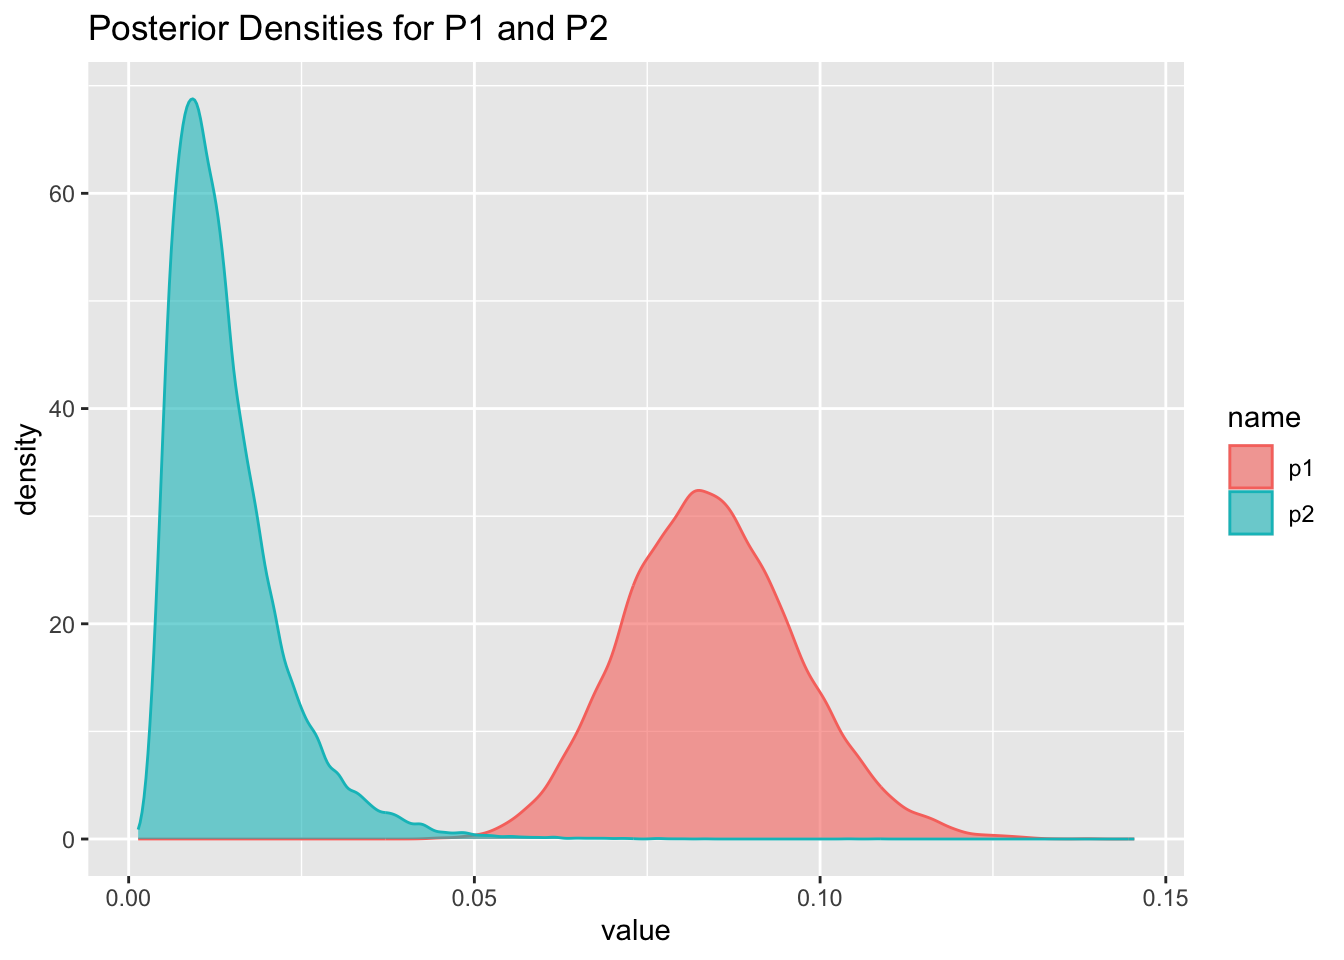 Posterior Densities for P1 and P2
60
40
20
0
density
0.00
0.05
0.10
0.15
value
name
p1
p2